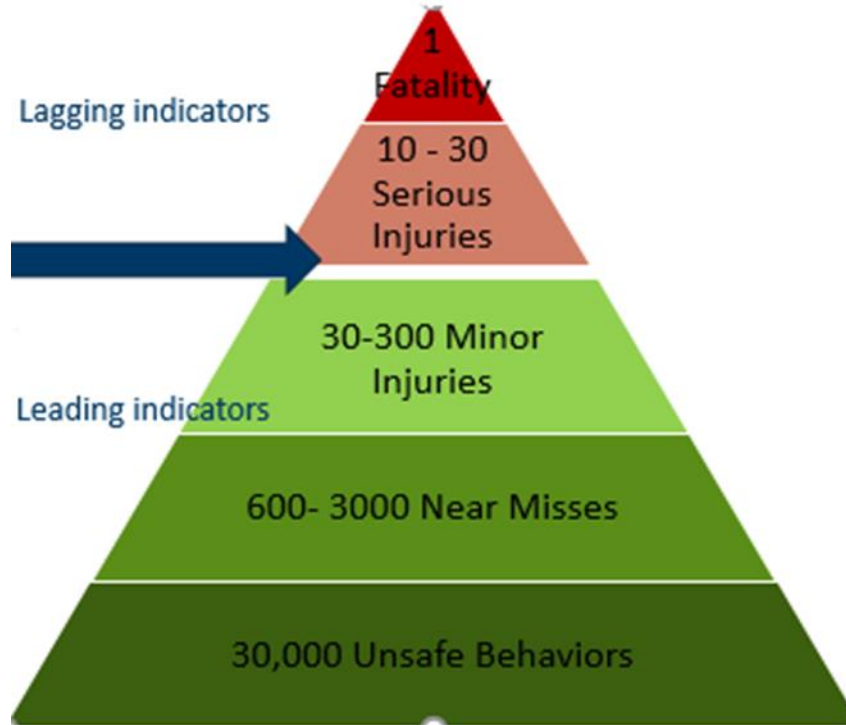 1
Fatality
Lagging indicators
10 - 30
Serious
Injuries
30-300 Minor
Injuries
Leading indicators
600- 3000 Near Misses
30,000 Unsafe Behaviors